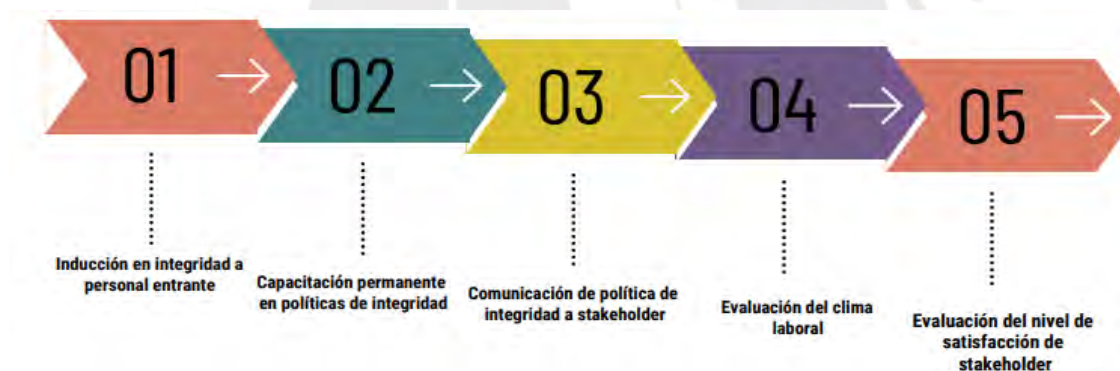 01
02
03
04
05
Inducción en integridad a
personal entrante
Capacitación permanente
en políticas de integridad
Comunicación de política de
integridad a stakeholder
Evaluación del clima
laboral
Evaluación del nivel de
satisfacción de
stakeholder